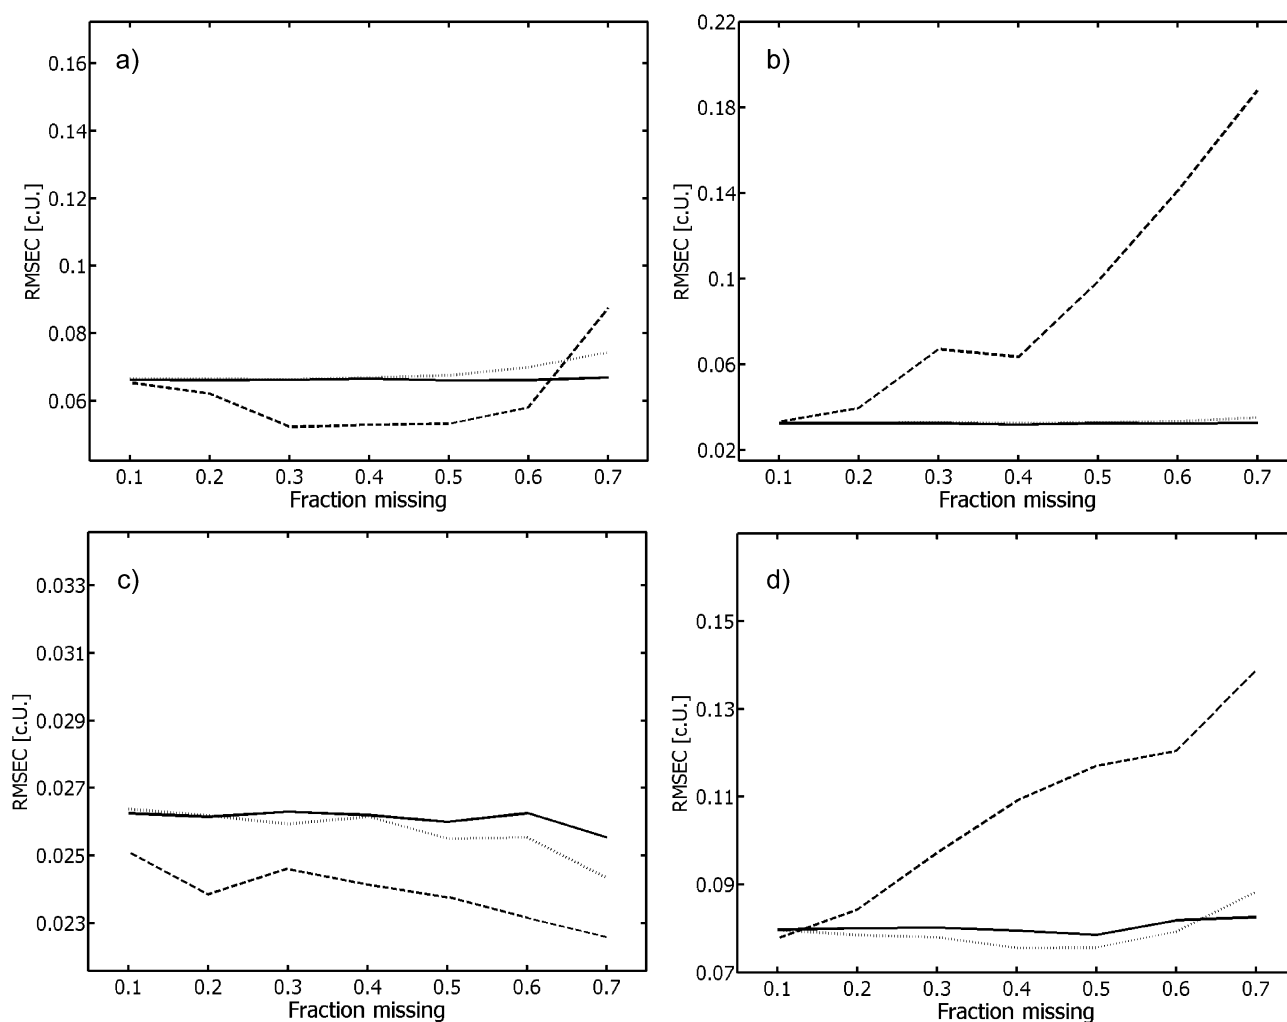 a)
0.16
0.14
0.12
0.1
0.08
0.06
RMSEC [c.U.]
0.1 0.2 0.3 0.4 0.5 0.6 0.7
Fraction missing
b)
0.22
0.18
0.14
0.1
0.06
0.02
RMSEC [c.U.]
0.1 0.2 0.3 0.4 0.5 0.6 0.7
Fraction missing
c)
0.033
0.031
0.029
0.027
0.025
0.023
RMSEC [c.U.]
0.1 0.2 0.3 0.4 0.5 0.6 0.7
Fraction missing
d)
0.15
0.13
0.11
0.09
0.07
RMSEC [c.U.]
0.1 0.2 0.3 0.4 0.5 0.6 0.7
Fraction missing